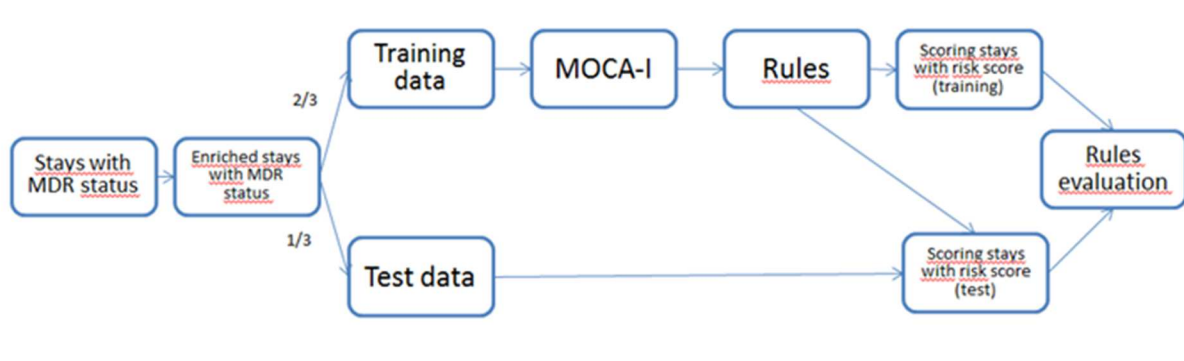 Training
data
MOCA-I
Rules
Scoring stays
with risk score
(training)
2/3
Stays with
MDR status
Enriched stays
with MDR
status
Rules
evaluation
1/3
Test data
Scoring stays
with risk score
(test)